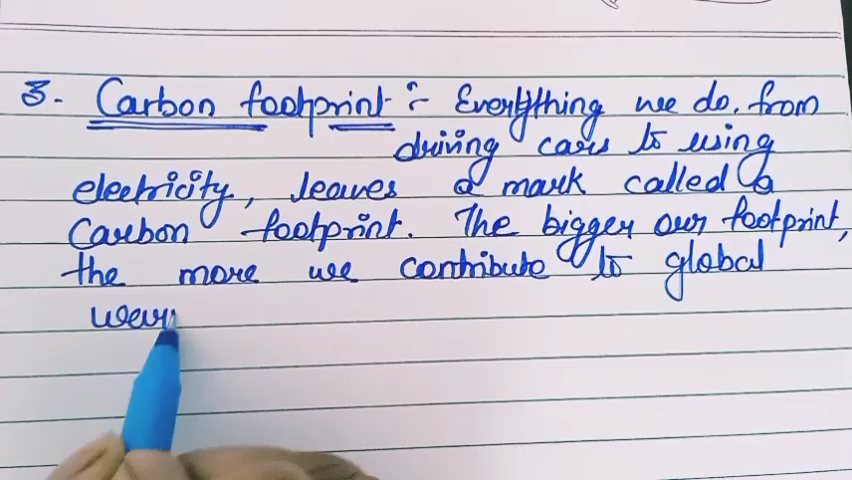 3. Carbon footprint :- Everything we do, from
driving cars to using
electricity, leaves a mark called a
Carbon footprint. The bigger our footprint,
the more we contribute to global
war